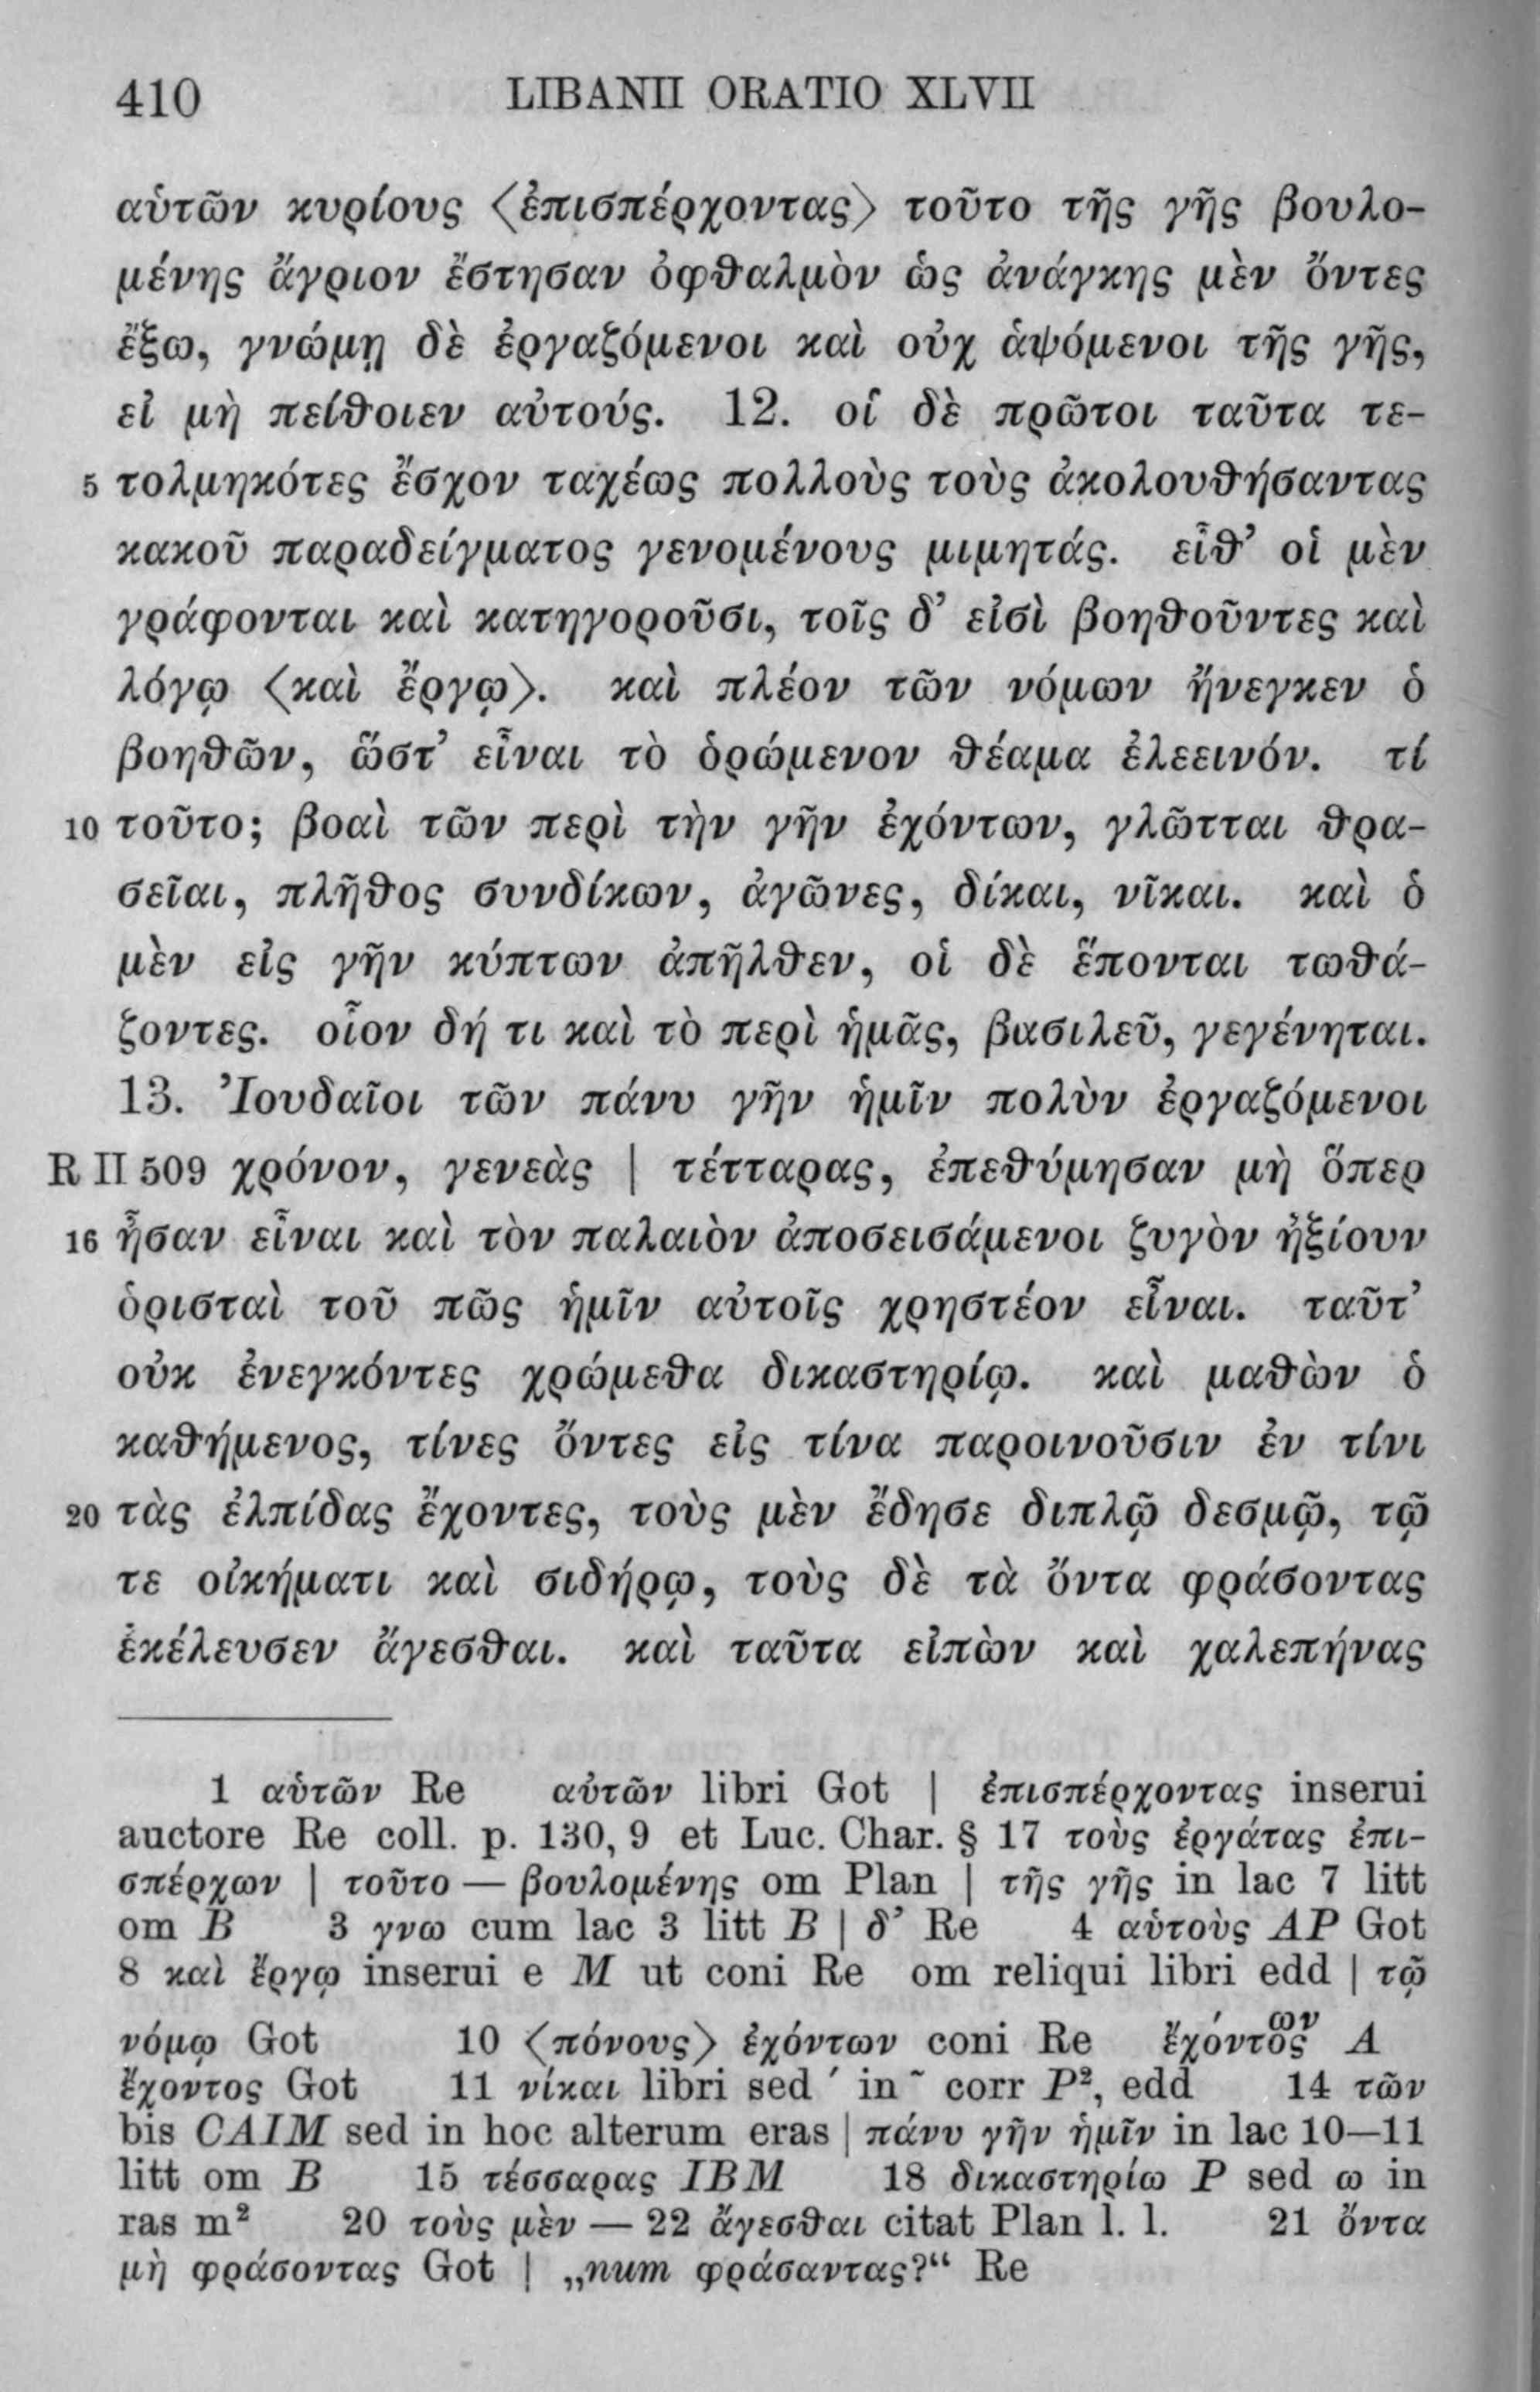 410 LIBANII ORATIO XLVII
αὑτῶν κυρίους ⟨ἐπισπέρχοντας⟩ τοῦτο τῆς γῆς βουλο-
μένης ἄγριον ἔστησαν ὀφθαλμὸν ὡς ἀνάγκης μὲν ὄντες
ἔξω, γνώμῃ δὲ ἐργαζόμενοι καὶ οὐχ ἁψόμενοι τῆς γῆς,
εἰ μὴ πείθοιεν αὐτούς. 12. οἱ δὲ πρῶτοι ταῦτα τε-
5 τολμηκότες ἔσχον ταχέως πολλοὺς τοὺς ἀκολουθήσαντας
κακοῦ παραδείγματος γενομένους μιμητάς. εἶθ’ οἱ μὲν
γράφονται καὶ κατηγοροῦσι, τοῖς δ’ εἰσὶ βοηθοῦντες καὶ
λόγῳ ⟨καὶ ἔργῳ⟩. καὶ πλέον τῶν νόμων ἤνεγκεν ὁ
βοηθῶν, ὥστ’ εἶναι τὸ ὁρώμενον θέαμα ἐλεεινόν. τί
10 τοῦτο; βοαὶ τῶν περὶ τὴν γῆν ἐχόντων, γλῶτται θρα-
σεῖαι, πλῆθος συνδίκων, ἀγῶνες, δίκαι, νῖκαι. καὶ ὁ
μὲν εἰς γῆν κύπτων ἀπῆλθεν, οἱ δὲ ἕπονται τωθά-
ζοντες. οἷον δή τι καὶ τὸ περὶ ἡμᾶς, βασιλεῦ, γεγένηται.
13. Ἰουδαῖοι τῶν πάνυ γῆν ἡμῖν πολὺν ἐργαζόμενοι
R II 509 χρόνον, γενεὰς | τέτταρας, ἐπεθύμησαν μὴ ὅπερ
16 ἦσαν εἶναι καὶ τὸν παλαιὸν ἀποσεισάμενοι ζυγὸν ἠξίουν
ὁρισταὶ τοῦ πῶς ἡμῖν αὐτοῖς χρηστέον εἶναι. ταῦτ’
οὐκ ἐνεγκόντες χρώμεθα δικαστηρίῳ. καὶ μαθὼν ὁ
καθήμενος, τίνες ὄντες εἰς τίνα παροινοῦσιν ἐν τίνι
20 τὰς ἐλπίδας ἔχοντες, τοὺς μὲν ἔδησε διπλῷ δεσμῷ, τῷ
τε οἰκήματι καὶ σιδήρῳ, τοὺς δὲ τὰ ὄντα φράσοντας
ἐκέλευσεν ἄγεσθαι. καὶ ταῦτα εἰπὼν καὶ χαλεπήνας
1 αὑτῶν Re αὐτῶν libri Got | ἐπισπέρχοντας inserui
auctore Re coll. p. 130, 9 et Luc. Char. § 17 τοὺς ἐργάτας ἐπι-
σπέρχων | τοῦτο — βουλομένης om Plan | τῆς γῆς in lac 7 litt
om B 3 γνω cum lac 3 litt B | δ’ Re 4 αὑτοὺς AP Got
8 καὶ ἔργῳ inserui e M ut coni Re om reliqui libri edd | τῷ
νόμῳ Got 10 ⟨πόνους⟩ ἐχόντων coni Re ἔχόντος ων A
ἔχοντος Got 11 νίκαι libri sed ´ in ˜ corr P², edd 14 τῶν
bis CAIM sed in hoc alterum eras | πάνυ γῆν ἡμῖν in lac 10—11
litt om B 15 τέσσαρας IBM 18 δικαστηρίω P sed ω in
ras m² 20 τοὺς μὲν — 22 ἄγεσθαι citat Plan l. l. 21 ὄντα
μὴ φράσοντας Got | „num φράσαντας?“ Re